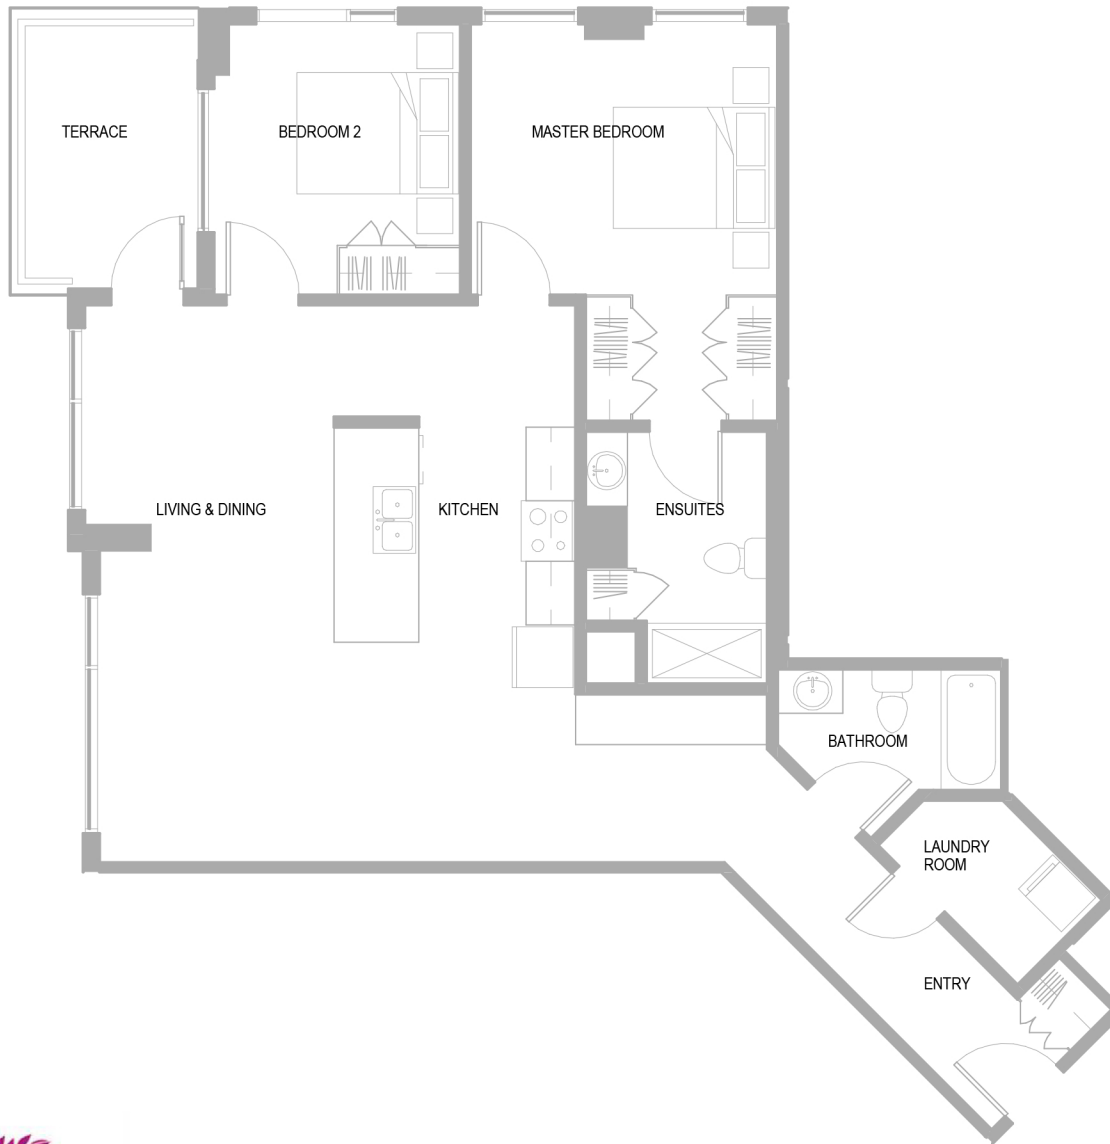 TERRACE
BEDROOM 2
MASTER BEDROOM
LIVING & DINING
KITCHEN
ENSUITES
BATHROOM
LAUNDRY
ROOM
ENTRY